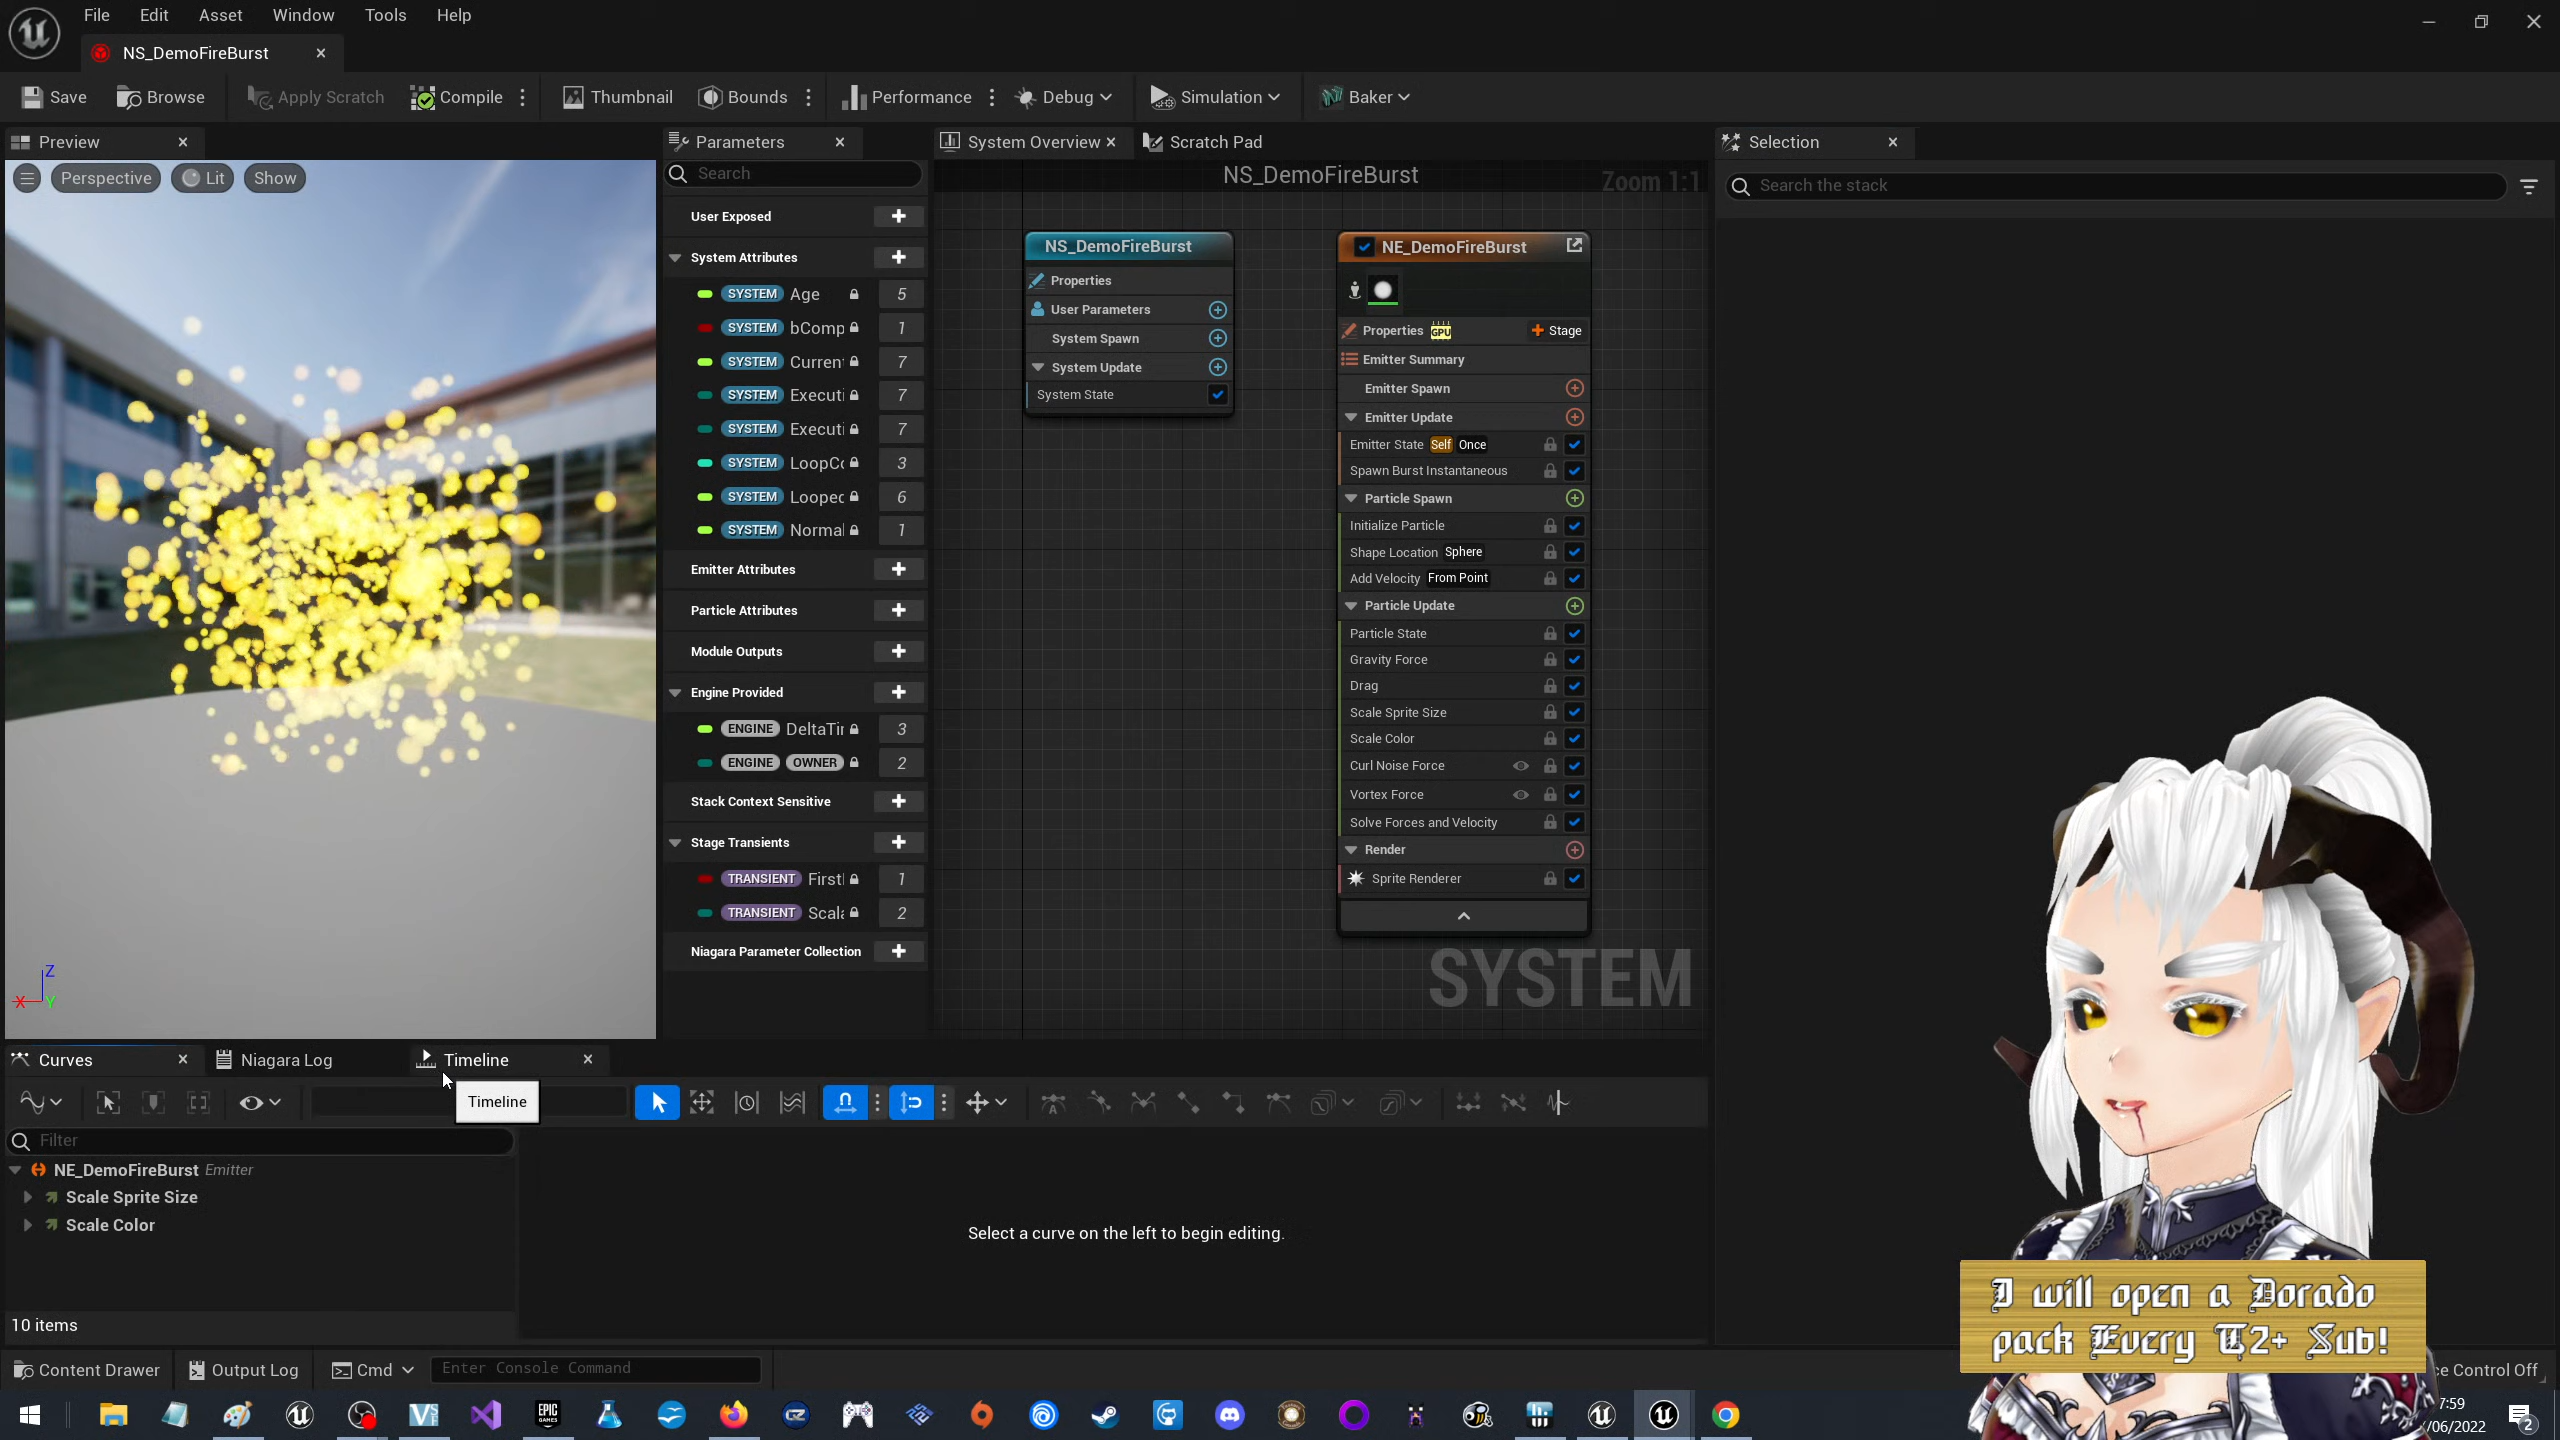 File Edit Asset Window Tools Help
NS_DemoFireBurst
Save Browse Apply Scratch Compile Thumbnail Bounds Performance Debug Simulation Baker
Preview
Perspective Lit Show
Z
X Y
Parameters
Search
User Exposed
System Attributes
SYSTEM Age 5
SYSTEM bComp 1
SYSTEM Curren 7
SYSTEM Executi 7
SYSTEM Executi 7
SYSTEM LoopCo 3
SYSTEM Looped 6
SYSTEM Normal 1
Emitter Attributes
Particle Attributes
Module Outputs
Engine Provided
ENGINE DeltaTi 3
ENGINE OWNER 2
Stack Context Sensitive
Stage Transients
TRANSIENT First 1
TRANSIENT Scala 2
Niagara Parameter Collection
System Overview Scratch Pad
NS_DemoFireBurst
Zoom 1:1
NS_DemoFireBurst
Properties
User Parameters
System Spawn
System Update
System State
NE_DemoFireBurst
Properties GPU Stage
Emitter Summary
Emitter Spawn
Emitter Update
Emitter State Self Once
Spawn Burst Instantaneous
Particle Spawn
Initialize Particle
Shape Location Sphere
Add Velocity From Point
Particle Update
Particle State
Gravity Force
Drag
Scale Sprite Size
Scale Color
Curl Noise Force
Vortex Force
Solve Forces and Velocity
Render
Sprite Renderer
SYSTEM
Selection
Search the stack
Curves Niagara Log Timeline
Timeline
Filter
NE_DemoFireBurst Emitter
Scale Sprite Size
Scale Color
10 items
Select a curve on the left to begin editing.
I will open a Dorado
pack Every T2+ Sub!
Content Drawer Output Log Cmd Enter Console Command
ce Control Off
EPIC GAMES
7:59
/06/2022
2